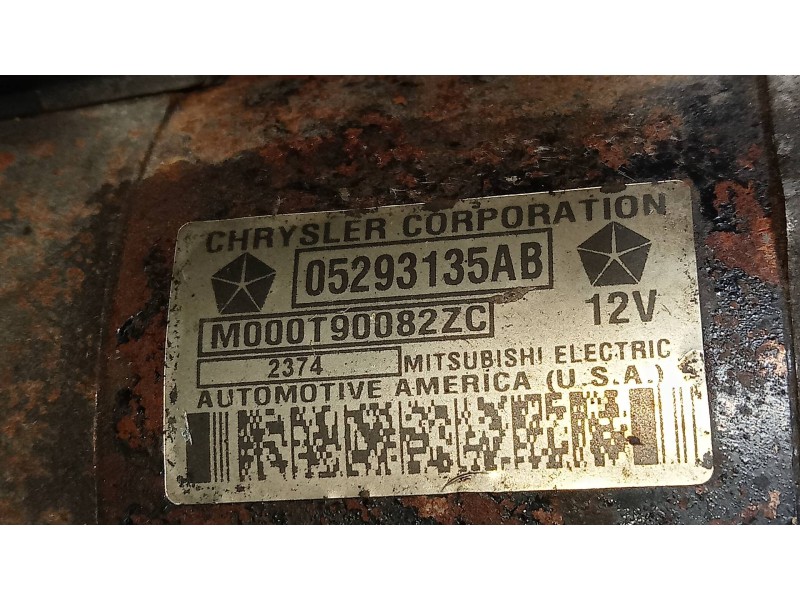 CHRYSLER CORPORATION
05293135AB
M000T90082ZC 12V
2374 MITSUBISHI ELECTRIC
AUTOMOTIVE AMERICA (U.S.A.)